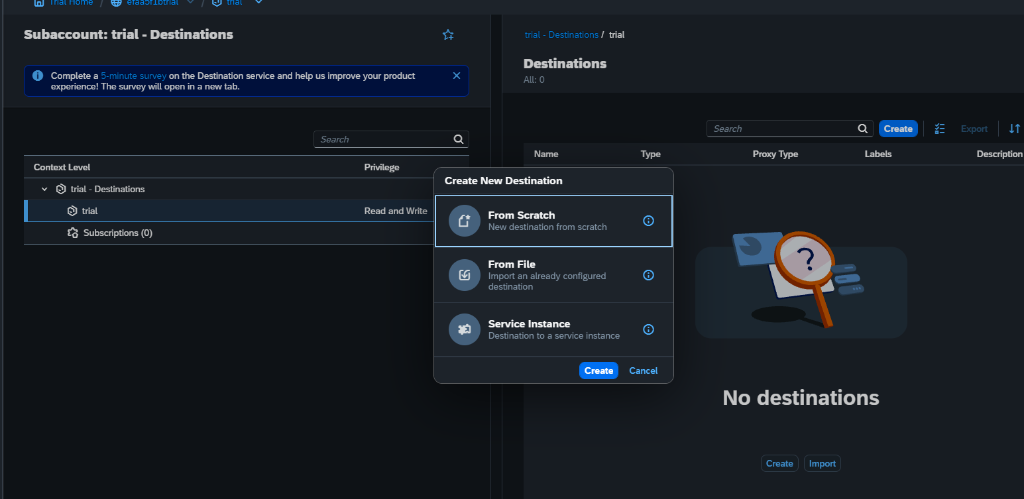 Trial Home / efaa5f1btrial / trial
Subaccount: trial - Destinations
Complete a 5-minute survey on the Destination service and help us improve your product
experience! The survey will open in a new tab.
Search
Context Level Privilege
trial - Destinations
trial Read and Write
Subscriptions (0)
trial - Destinations / trial
Destinations
All: 0
Search Create Export
Name Type Proxy Type Labels Description
Create New Destination
From Scratch
New destination from scratch
From File
Import an already configured
destination
Service Instance
Destination to a service instance
Create Cancel
?
No destinations
Create Import